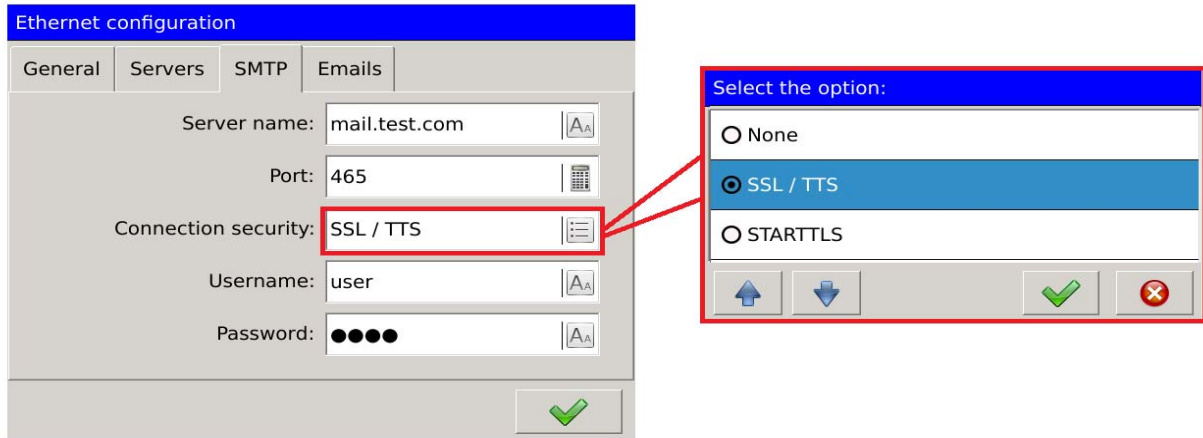 Ethernet configuration
General Servers SMTP Emails
Server name: mail.test.com
Port: 465
Connection security: SSL / TTS
Username: user
Password: ●●●●
Select the option:
None
SSL / TTS
STARTTLS